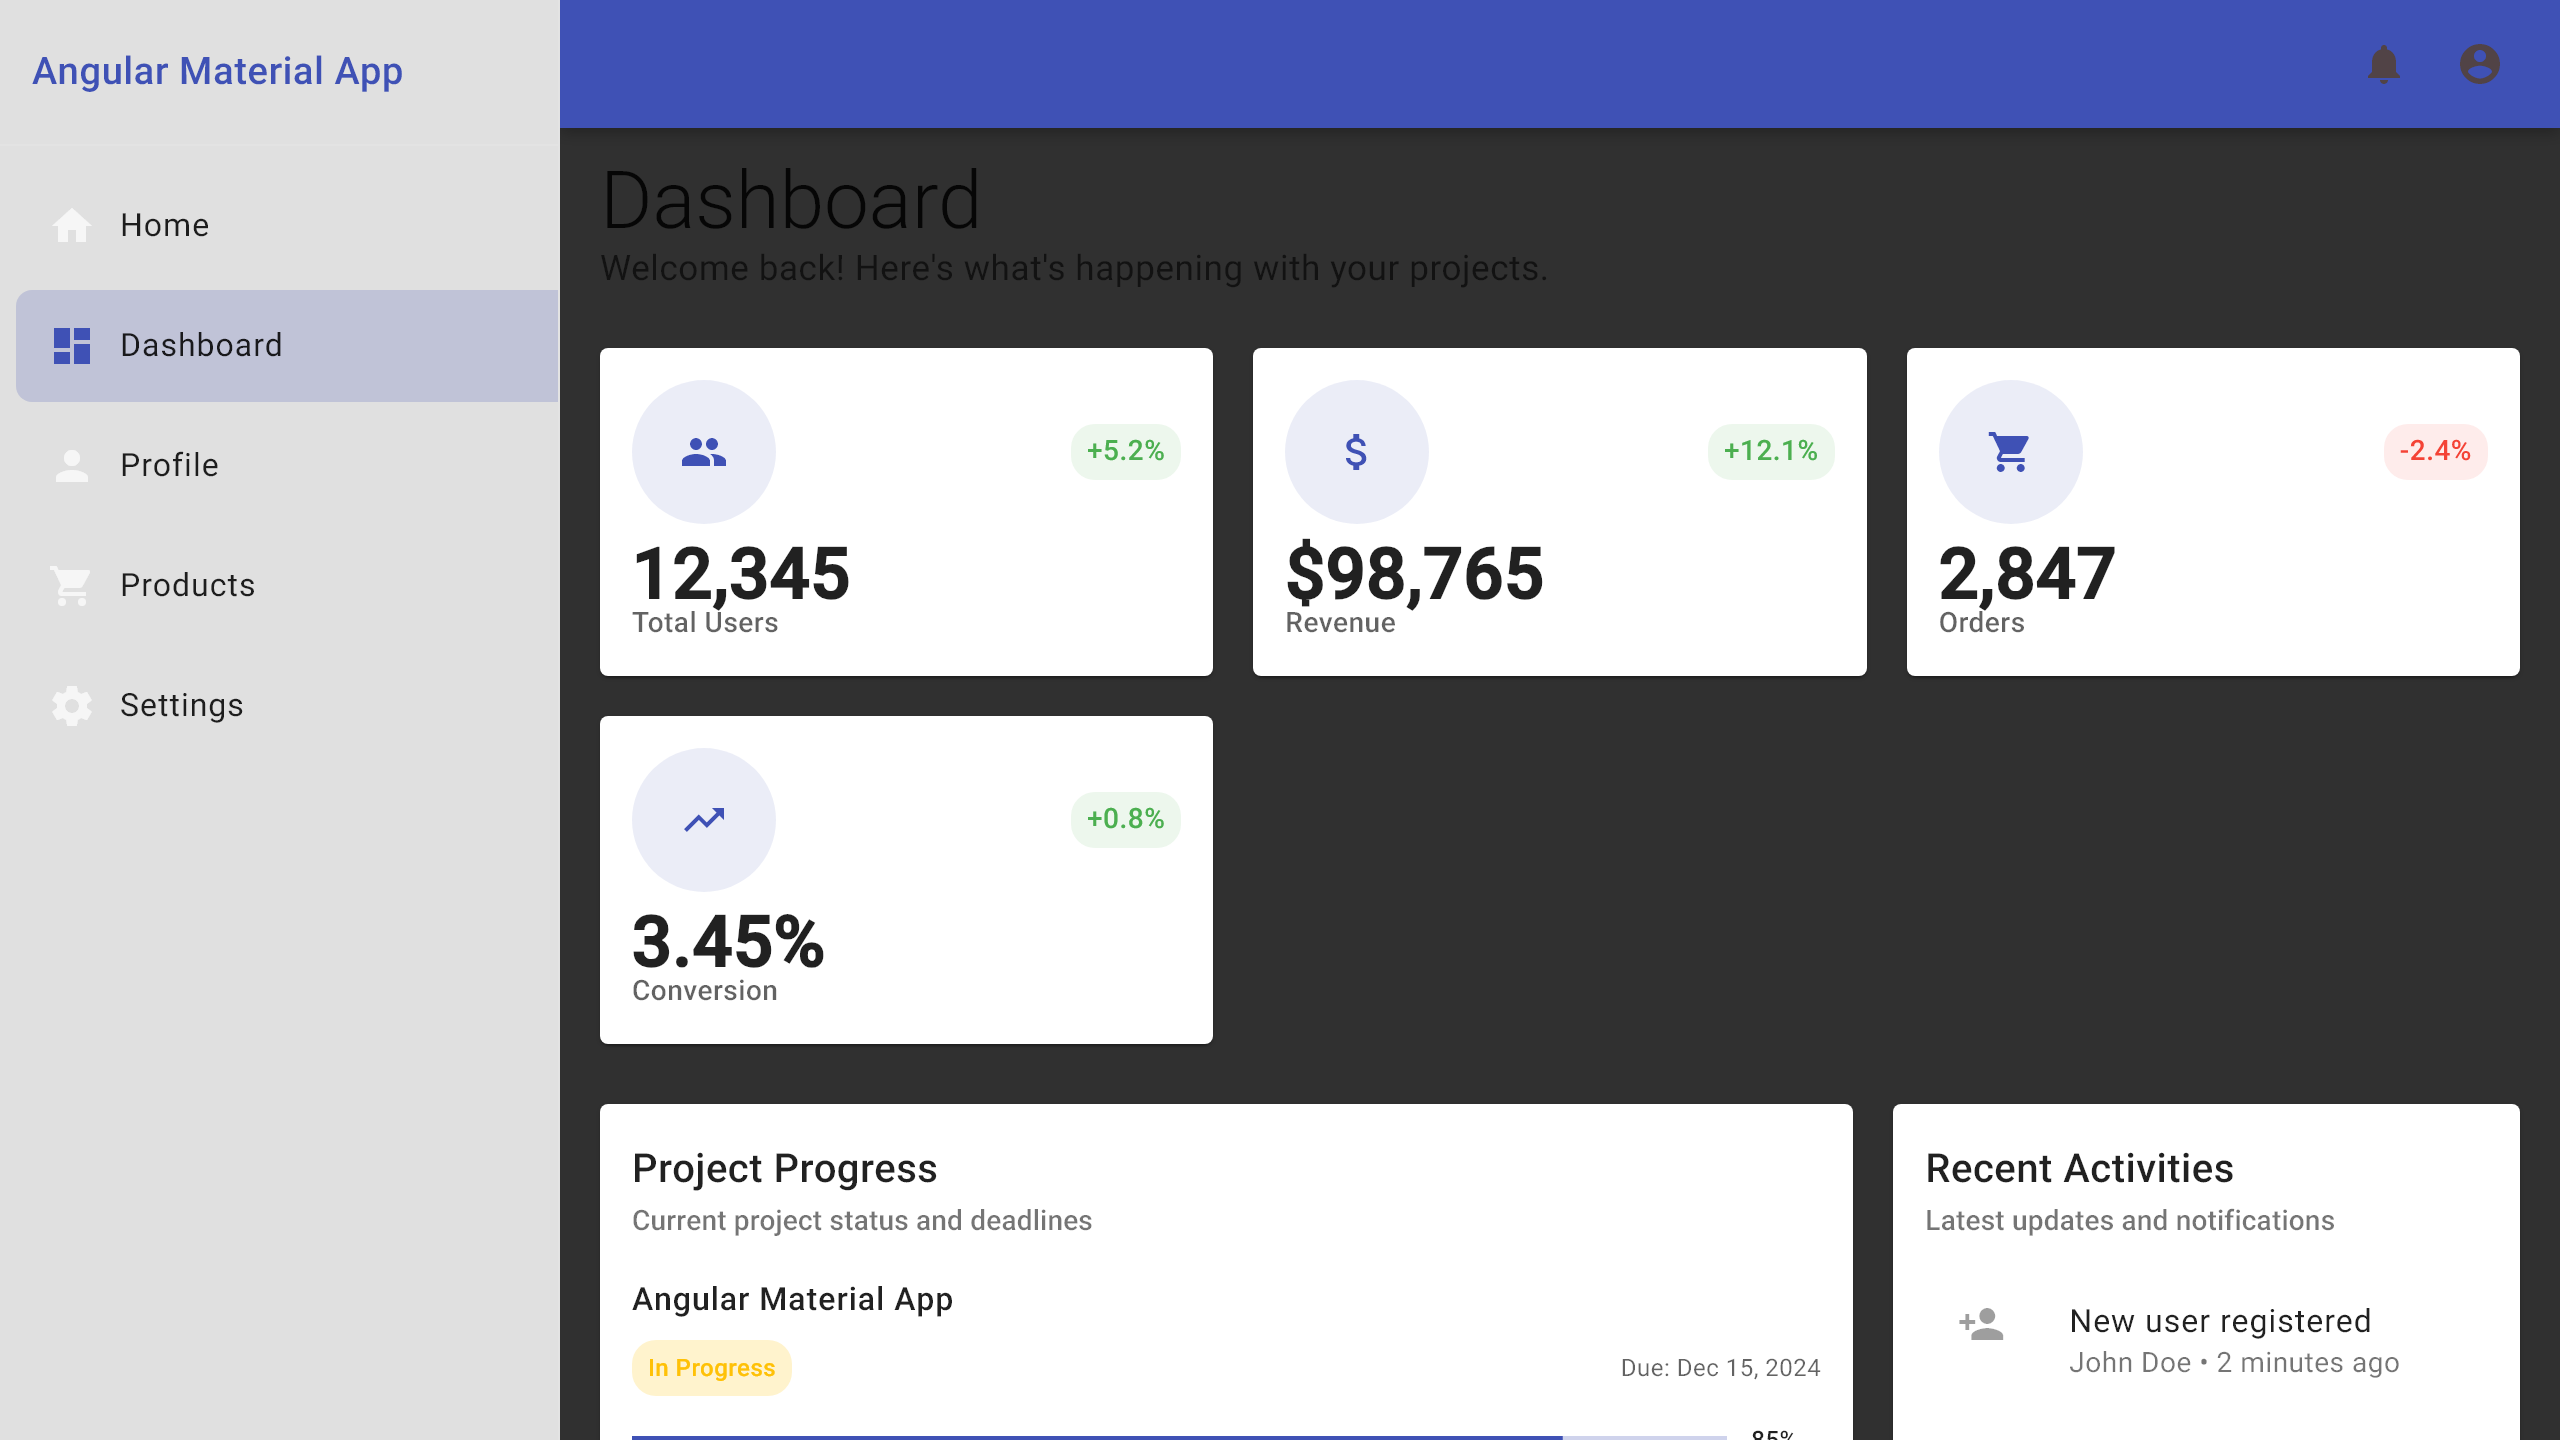 Angular Material App
Home
Dashboard
Profile
Products
Settings
Dashboard
Welcome back! Here's what's happening with your projects.
+5.2%
12,345
Total Users
$
+12.1%
$98,765
Revenue
-2.4%
2,847
Orders
+0.8%
3.45%
Conversion
Project Progress
Current project status and deadlines
Angular Material App
In Progress
Due: Dec 15, 2024
85%
Recent Activities
Latest updates and notifications
New user registered
John Doe • 2 minutes ago